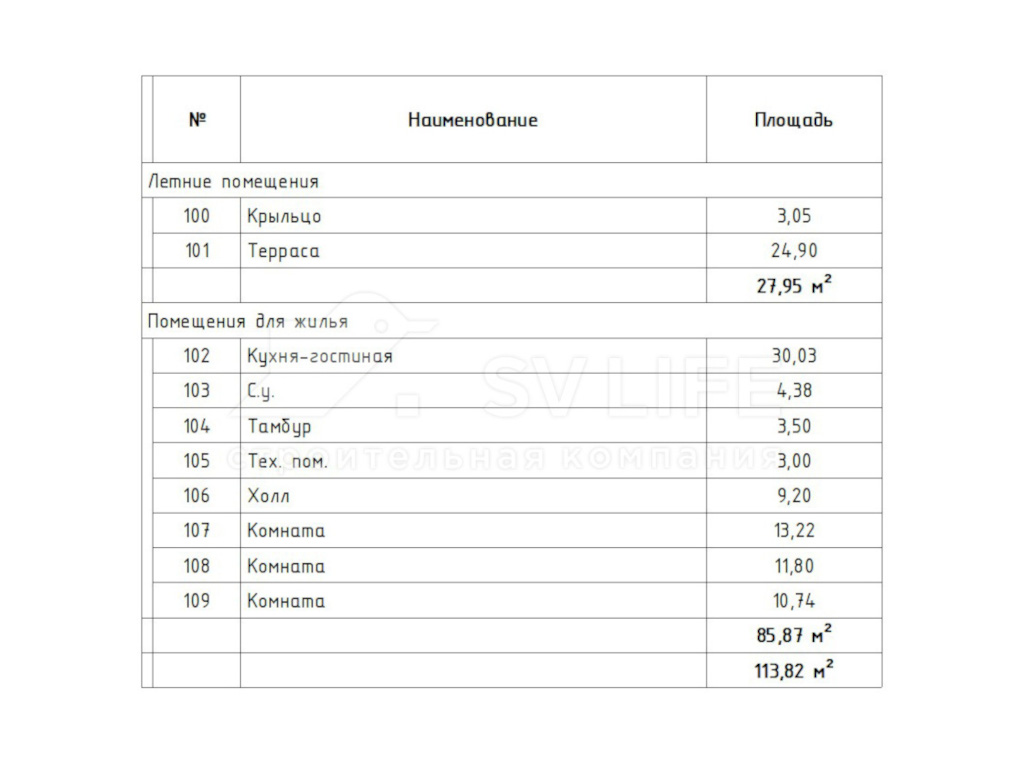 № Наименование Площадь
Летние помещения
100 Крыльцо 3,05
101 Терраса 24,90
27,95 м²
Помещения для жилья
102 Кухня-гостиная 30,03
SV LIFE
103 С.у. 4,38
104 Тамбур 3,50
строительная компания
105 Тех. пом. 3,00
106 Холл 9,20
107 Комната 13,22
108 Комната 11,80
109 Комната 10,74
85,87 м²
113,82 м²